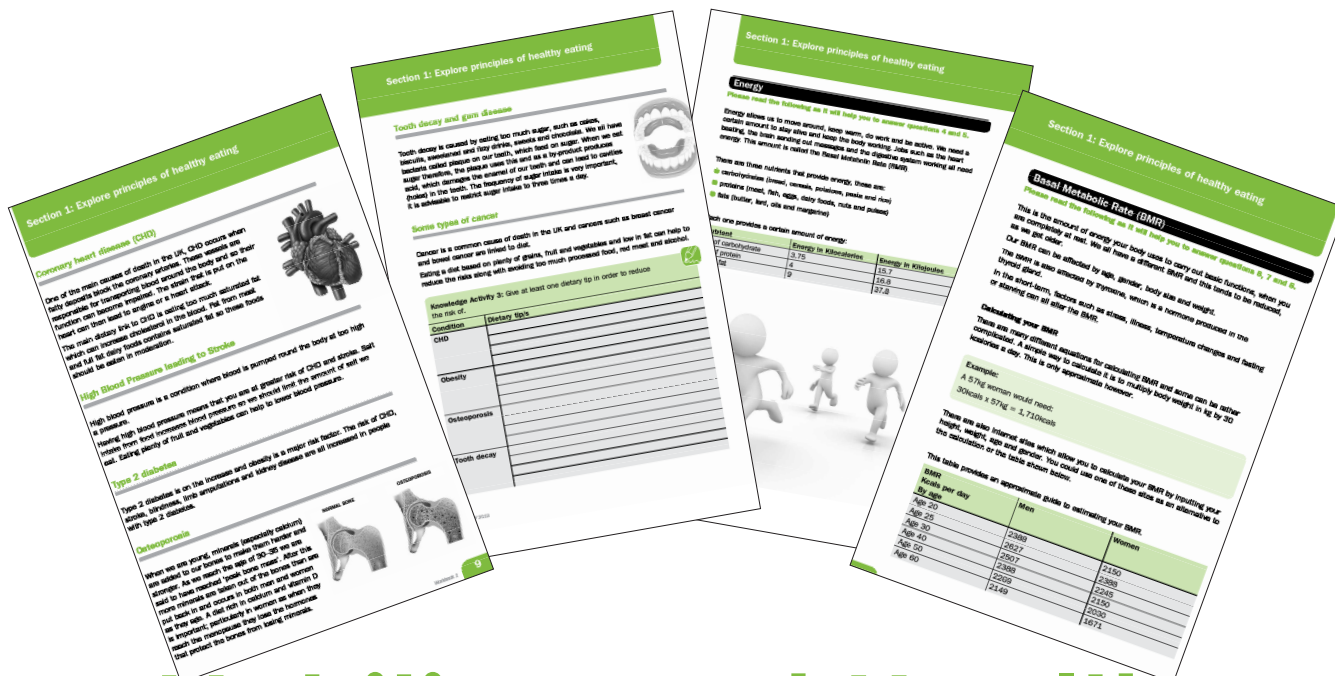 Section 1: Explore principles of healthy eating
Coronary heart disease (CHD)
One of the main causes of death in the UK, CHD occurs when
fatty deposits block the coronary arteries. These vessels are
responsible for transporting blood around the body and so their
function can become impaired. The strain that is put on the
heart can then lead to angina or a heart attack.
The main dietary link to CHD is eating too much saturated fat
which can increase cholesterol in the blood. Fat from meat
and full fat dairy foods contains saturated fat so these foods
should be eaten in moderation.
High Blood Pressure leading to Stroke
High blood pressure is a condition where blood is pumped round the body at too high
a pressure.
Having high blood pressure means that you are at greater risk of CHD and stroke. Salt
intake from food increases blood pressure so we should limit the amount of salt we
eat. Eating plenty of fruit and vegetables can help to lower blood pressure.
Type 2 diabetes
Type 2 diabetes is on the increase and obesity is a major risk factor. The risk of CHD,
stroke, blindness, limb amputations and kidney disease are all increased in people
with type 2 diabetes.
Osteoporosis
When we are young, minerals (especially calcium)
are added to our bones to make them harder and
stronger. As we reach the age of 30–35 we are
said to have reached 'peak bone mass'. After this
more minerals are taken out of the bones than are
put back in and occurs in both men and women
as they age. A diet rich in calcium and vitamin D
is important; particularly in women as when they
reach the menopause they lose the hormones
that protect the bones from losing minerals.
NORMAL BONE
OSTEOPOROSIS
9
Section 1: Explore principles of healthy eating
Tooth decay and gum disease
Tooth decay is caused by eating too much sugar, such as cakes,
biscuits, sweetened and fizzy drinks, sweets and chocolate. We all have
bacteria called plaque on our teeth, which feed on sugar. When we eat
sugar therefore, the plaque uses this and as a by-product produces
acid, which damages the enamel of our teeth and can lead to cavities
(holes) in the teeth. The frequency of sugar intake is very important,
it is advisable to restrict sugar intake to three times a day.
Some types of cancer
Cancer is a common cause of death in the UK and cancers such as breast cancer
and bowel cancer are linked to diet.
Eating a diet based on plenty of grains, fruit and vegetables and low in fat can help to
reduce the risks along with avoiding too much processed food, red meat and alcohol.
Knowledge Activity 3: Give at least one dietary tip in order to reduce
the risk of.
Condition Dietary tip/s
CHD
Obesity
Osteoporosis
Tooth decay
Section 1: Explore principles of healthy eating
Energy
Please read the following as it will help you to answer questions 4 and 5.
Energy allows us to move around, keep warm, do work and be active. We need a
certain amount to stay alive and keep the body working. Jobs such as the heart
beating, the brain sending out messages and the digestive system working all need
energy. This amount is called the Basal Metabolic Rate (BMR)
There are three nutrients that provide energy, these are:
carbohydrates (bread, cereals, potatoes, pasta and rice)
proteins (meat, fish, eggs, dairy foods, nuts and pulses)
fats (butter, lard, oils and margarine)
ach one provides a certain amount of energy:
utrient Energy in Kilocalories Energy in Kilojoules
of carbohydrate 3.75 15.7
protein 4 16.8
fat 9 37.8
Section 1: Explore principles of healthy eating
Basal Metabolic Rate (BMR)
Please read the following as it will help you to answer questions 6, 7 and 8.
This is the amount of energy your body uses to carry out basic functions, when you
are completely at rest. We all have a different BMR and this tends to be reduced,
as we get older.
Our BMR can be affected by age, gender, body size and weight.
The BMR is also affected by thyroxine, which is a hormone produced in the
thyroid gland.
In the short-term, factors such as stress, illness, temperature changes and fasting
or starving can all alter the BMR.
Calculating your BMR
There are many different equations for calculating BMR and some can be rather
complicated. A simple way to calculate it is to multiply body weight in kg by 30
kcalories a day. This is only approximate however.
Example:
A 57kg woman would need:
30kcals x 57kg = 1,710kcals
There are also internet sites which allow you to calculate your BMR by inputting your
height, weight, age and gender. You could use one of these sites as an alternative to
the calculation or the table shown below.
This table provides an approximate guide to estimating your BMR.
BMR
Kcals per day
By age Men Women
Age 20 2388 2150
Age 25 2627 2388
Age 30 2507 2245
Age 40 2388 2150
Age 50 2209 2030
Age 60 2149 1671